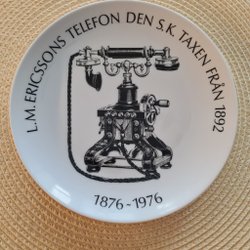 L.M. ERICSSONS TELEFON DEN S.K. TAXEN FRÅN 1892
1876-1976